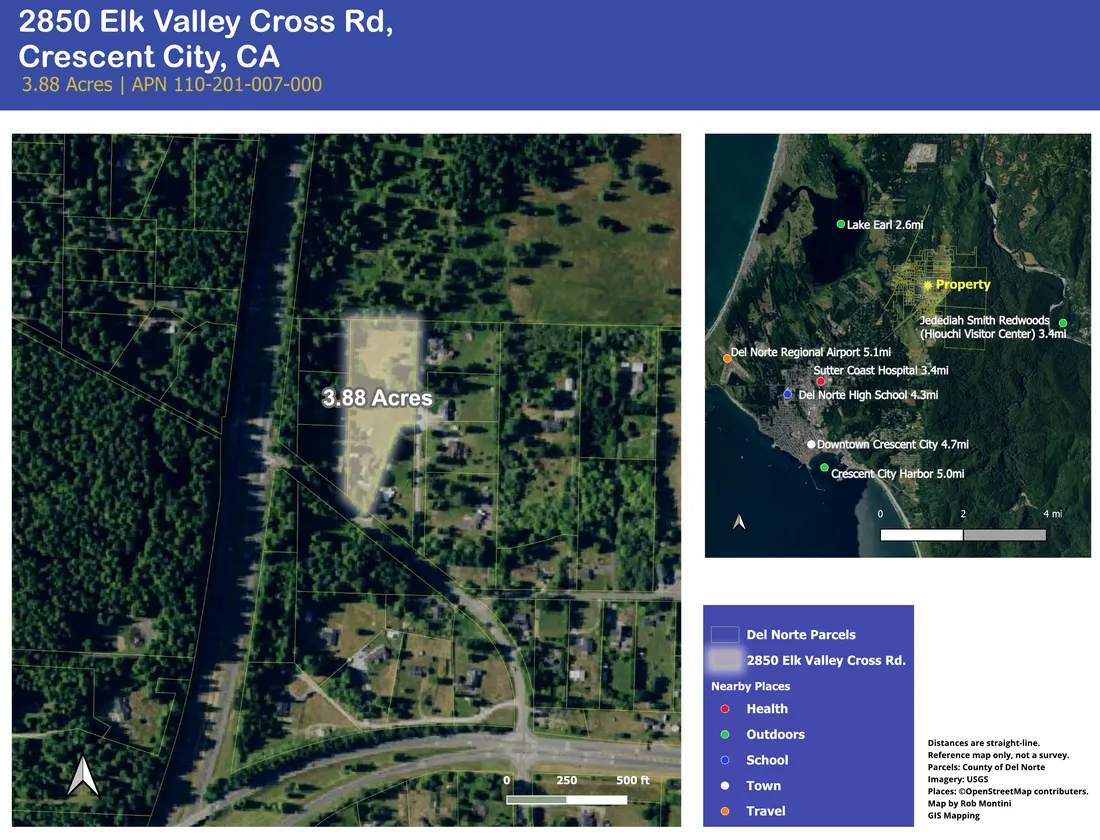 2850 Elk Valley Cross Rd,
Crescent City, CA
3.88 Acres | APN 110-201-007-000
3.88 Acres
0 250 500 ft
Lake Earl 2.6mi
Property
Jedediah Smith Redwoods
(Hiouchi Visitor Center) 3.4mi
Del Norte Regional Airport 5.1mi
Sutter Coast Hospital 3.4mi
Del Norte High School 4.3mi
Downtown Crescent City 4.7mi
Crescent City Harbor 5.0mi
0 2 4 mi
Del Norte Parcels
2850 Elk Valley Cross Rd.
Nearby Places
Health
Outdoors
School
Town
Travel
Distances are straight-line.
Reference map only, not a survey.
Parcels: County of Del Norte
Imagery: USGS
Places: ©OpenStreetMap contributers.
Map by Rob Montini
GIS Mapping